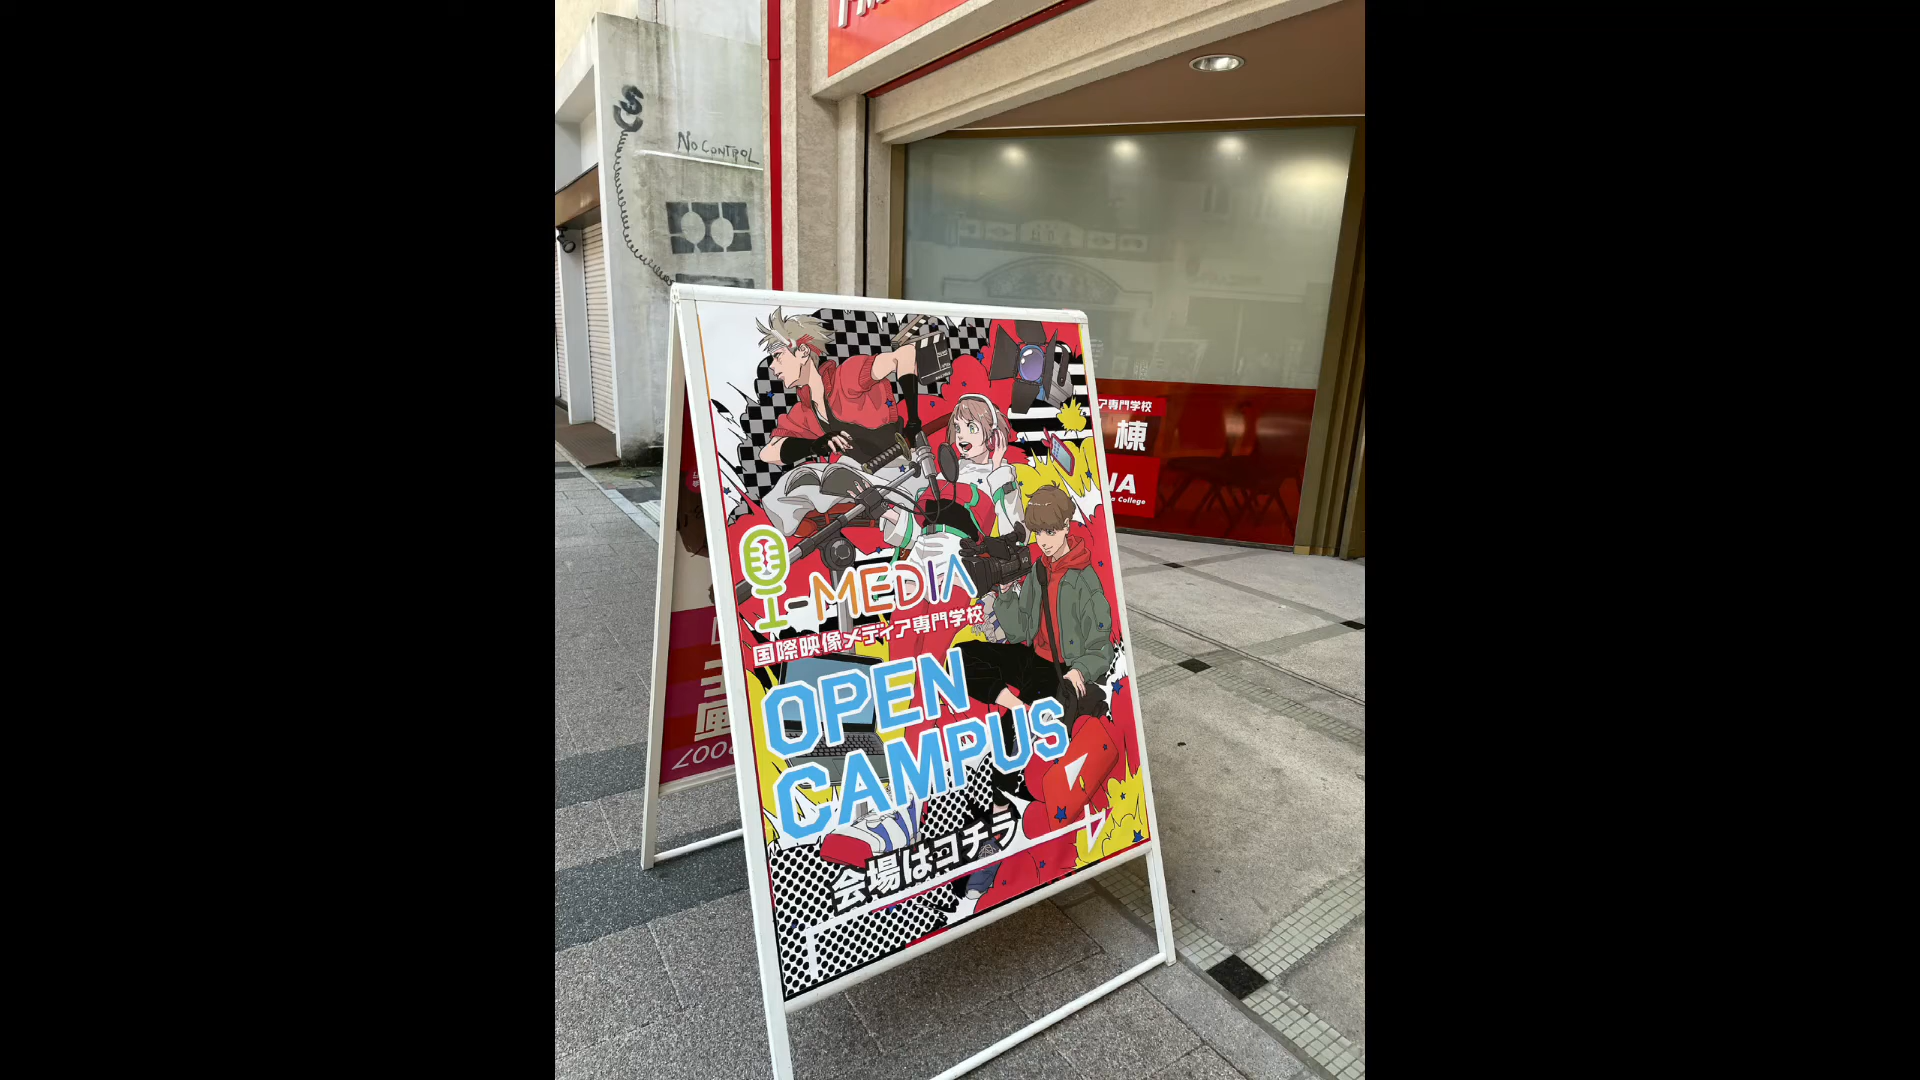 NO CONTROL
ア専門学校
棟
I-MEDIA
国際映像メディア専門学校
OPEN
CAMPUS
会場はコチラ